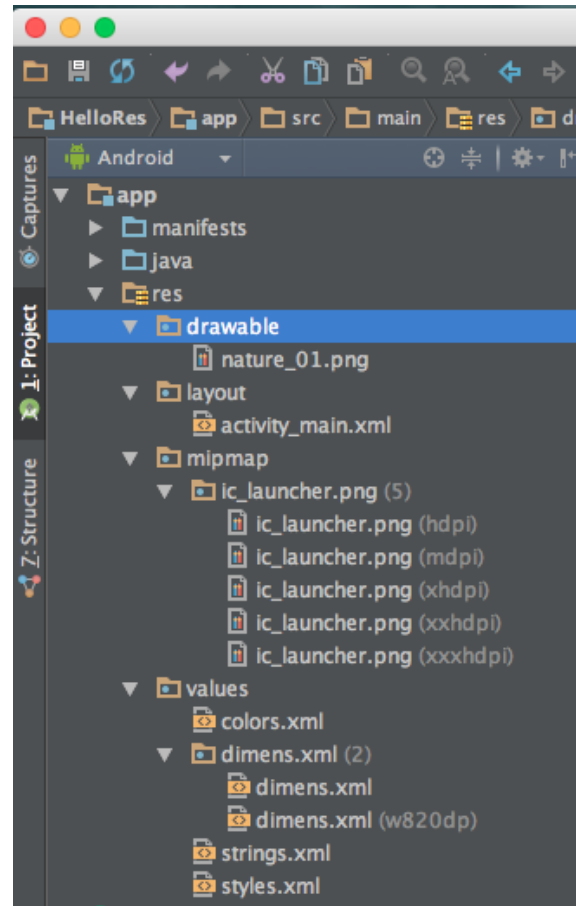 HelloRes app src main res d
Android
Captures
1: Project
Z: Structure
app
manifests
java
res
drawable
nature_01.png
layout
activity_main.xml
mipmap
ic_launcher.png (5)
ic_launcher.png (hdpi)
ic_launcher.png (mdpi)
ic_launcher.png (xhdpi)
ic_launcher.png (xxhdpi)
ic_launcher.png (xxxhdpi)
values
colors.xml
dimens.xml (2)
dimens.xml
dimens.xml (w820dp)
strings.xml
styles.xml